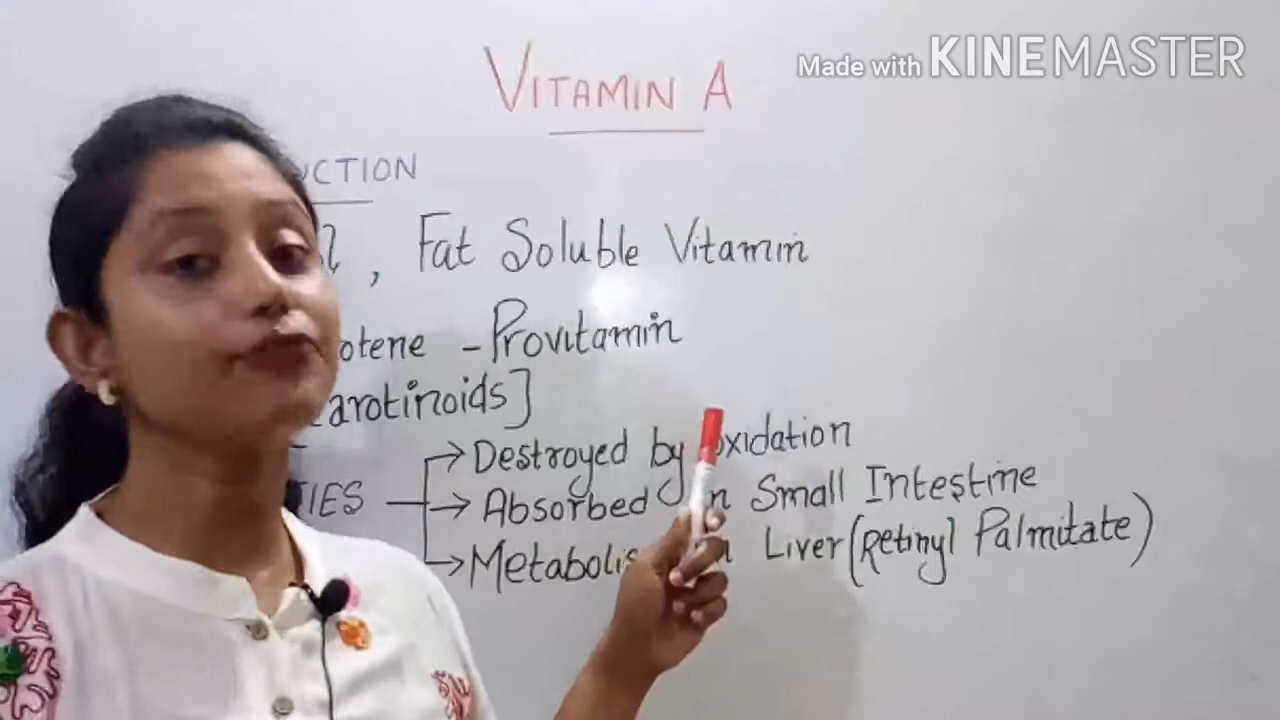 VITAMIN A
Made with KINEMASTER
UCTION
, Fat Soluble Vitamin
otene - Provitamin
arotinoids]
TIES → Destroyed by oxidation
→ Absorbed in Small Intestine
→ Metabolis Liver (Retinyl Palmitate)